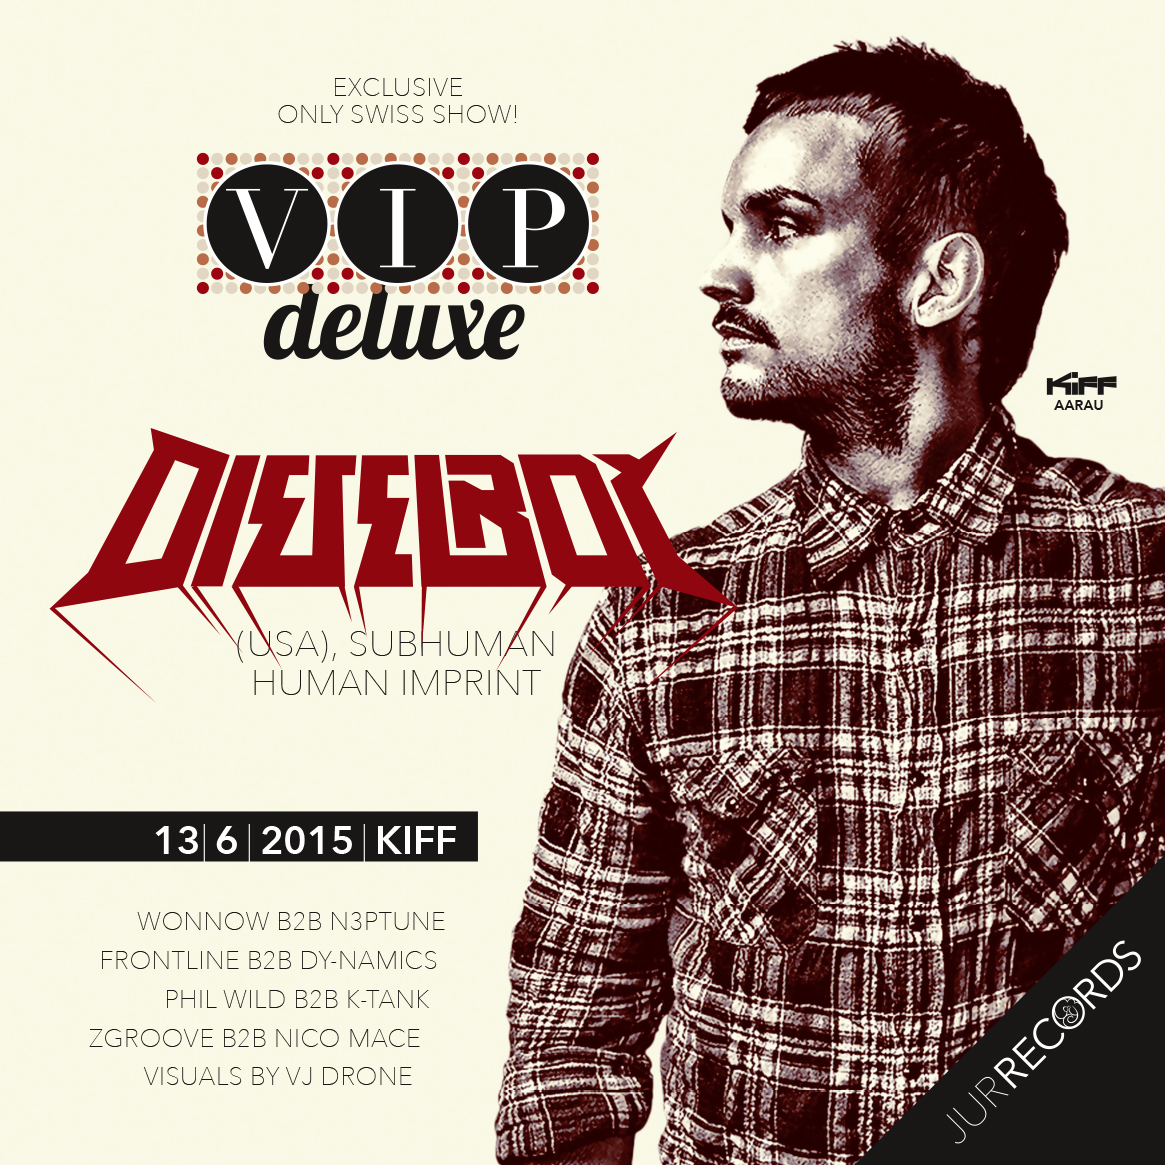 EXCLUSIVE
ONLY SWISS SHOW!
VIP
deluxe
KIFF
AARAU
DIESELBOY
(USA), SUBHUMAN
HUMAN IMPRINT
13|6|2015|KIFF
WONNOW B2B N3PTUNE
FRONTLINE B2B DY-NAMICS
PHIL WILD B2B K-TANK
ZGROOVE B2B NICO MACE
VISUALS BY VJ DRONE
JURRECORDS